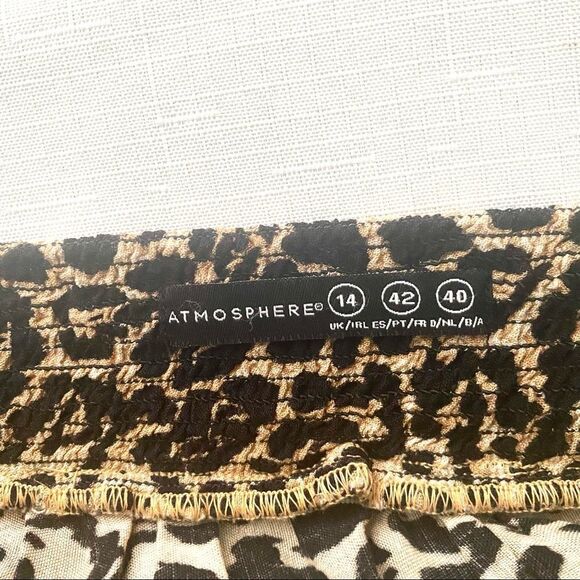 ATMOSPHERE® 14 42 40
UK/IRL ES/PT/FR D/NL/B/A